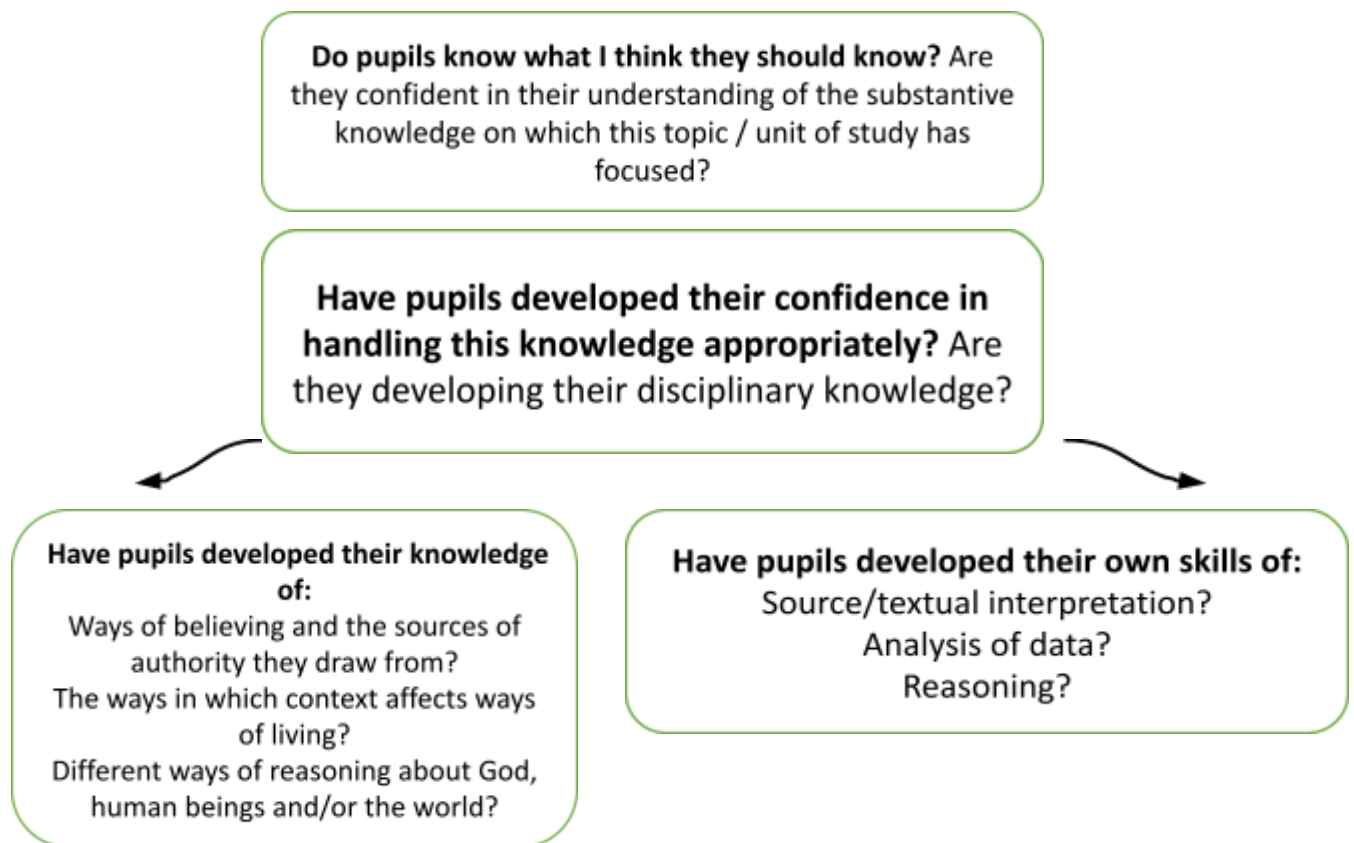 Do pupils know what I think they should know? Are
they confident in their understanding of the substantive
knowledge on which this topic / unit of study has
focused?
Have pupils developed their confidence in
handling this knowledge appropriately? Are
they developing their disciplinary knowledge?
Have pupils developed their knowledge
of:
Ways of believing and the sources of
authority they draw from?
The ways in which context affects ways
of living?
Different ways of reasoning about God,
human beings and/or the world?
Have pupils developed their own skills of:
Source/textual interpretation?
Analysis of data?
Reasoning?